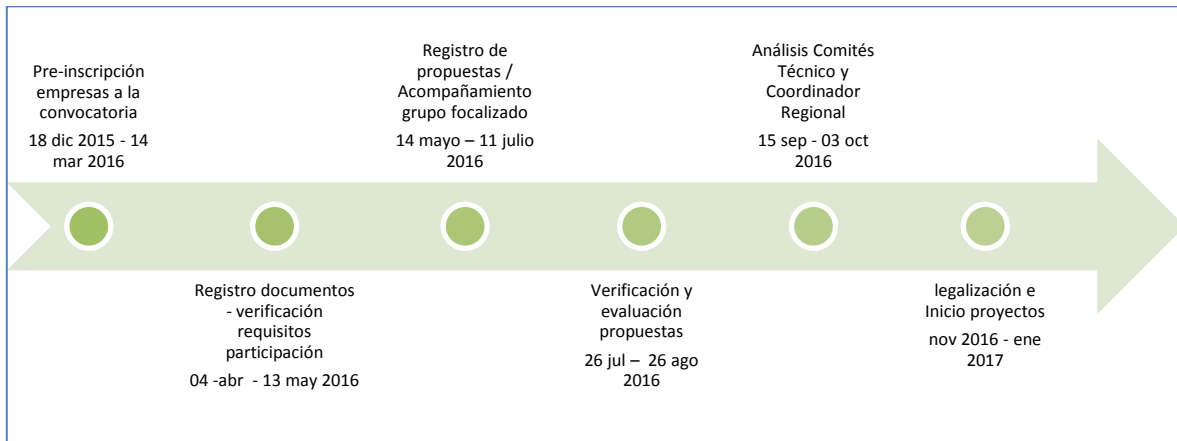 Pre-inscripción
empresas a la
convocatoria
18 dic 2015 - 14
mar 2016
Registro documentos
- verificación
requisitos
participación
04 -abr - 13 may 2016
Registro de
propuestas /
Acompañamiento
grupo focalizado
14 mayo – 11 julio
2016
Verificación y
evaluación
propuestas
26 jul – 26 ago
2016
Análisis Comités
Técnico y
Coordinador
Regional
15 sep - 03 oct
2016
legalización e
Inicio proyectos
nov 2016 - ene
2017